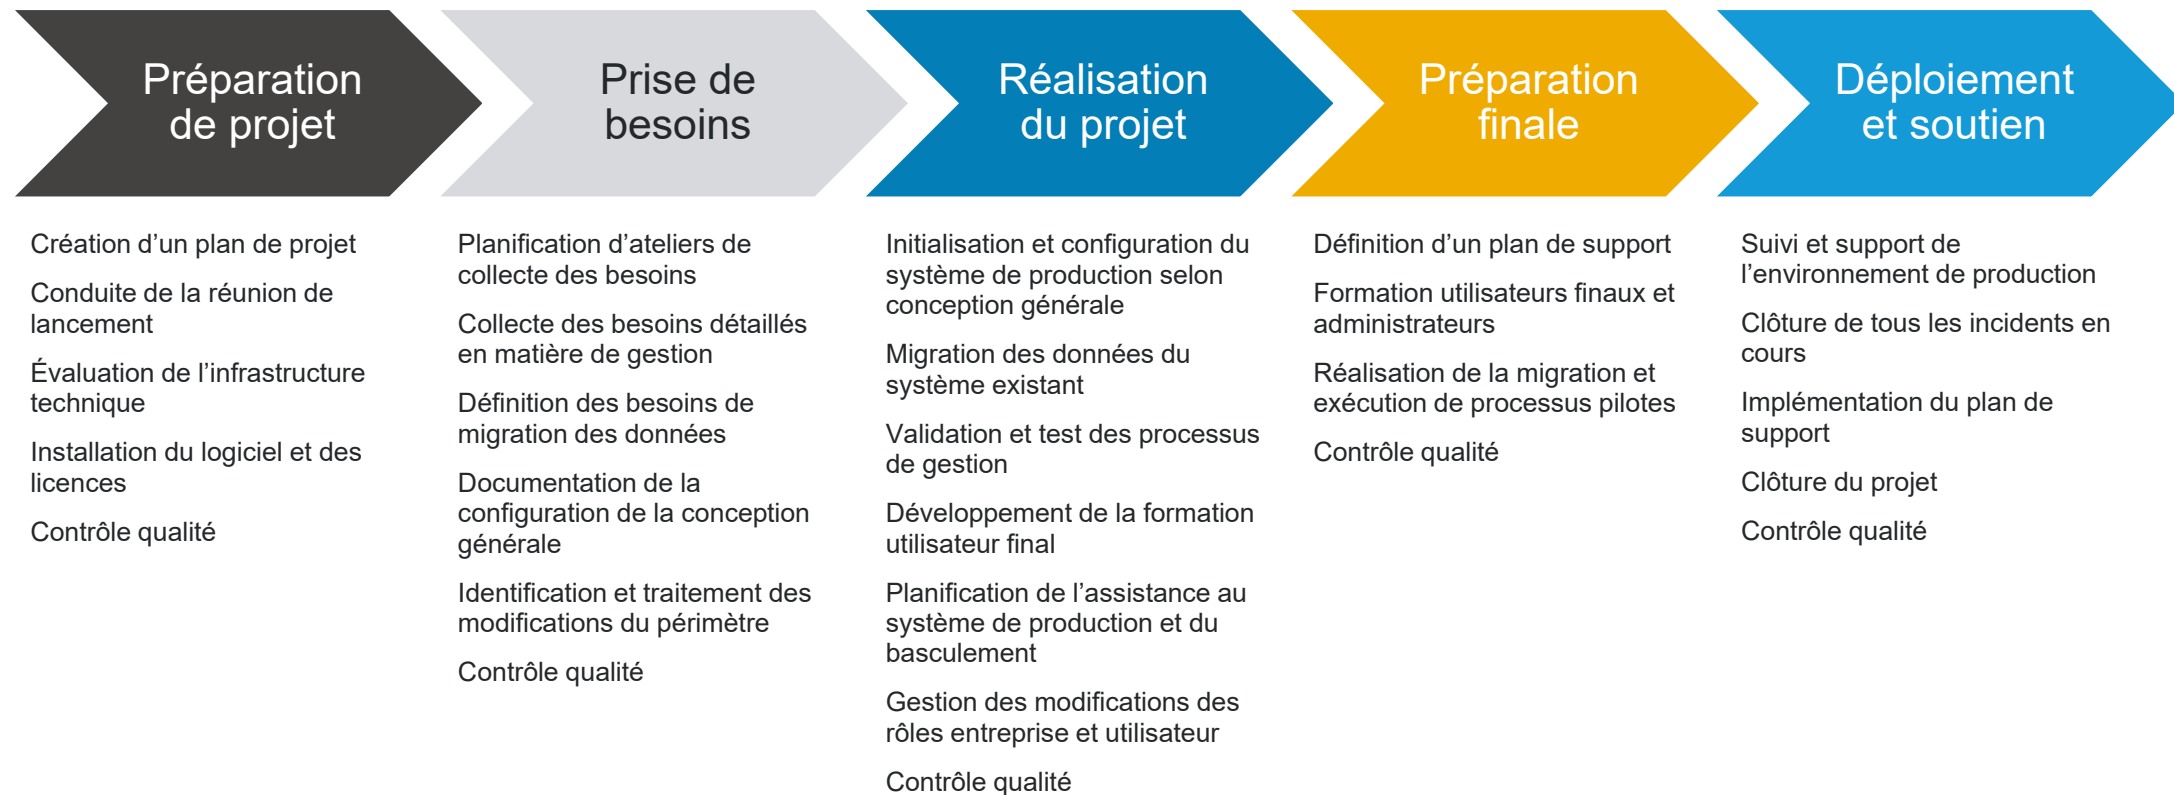 Préparation
de projet
Prise de
besoins
Réalisation
du projet
Préparation
finale
Déploiement
et soutien
Création d’un plan de projet
Conduite de la réunion de
lancement
Évaluation de l’infrastructure
technique
Installation du logiciel et des
licences
Contrôle qualité
Planification d’ateliers de
collecte des besoins
Collecte des besoins détaillés
en matière de gestion
Définition des besoins de
migration des données
Documentation de la
configuration de la conception
générale
Identification et traitement des
modifications du périmètre
Contrôle qualité
Initialisation et configuration du
système de production selon
conception générale
Migration des données du
système existant
Validation et test des processus
de gestion
Développement de la formation
utilisateur final
Planification de l’assistance au
système de production et du
basculement
Gestion des modifications des
rôles entreprise et utilisateur
Contrôle qualité
Définition d’un plan de support
Formation utilisateurs finaux et
administrateurs
Réalisation de la migration et
exécution de processus pilotes
Contrôle qualité
Suivi et support de
l’environnement de production
Clôture de tous les incidents en
cours
Implémentation du plan de
support
Clôture du projet
Contrôle qualité